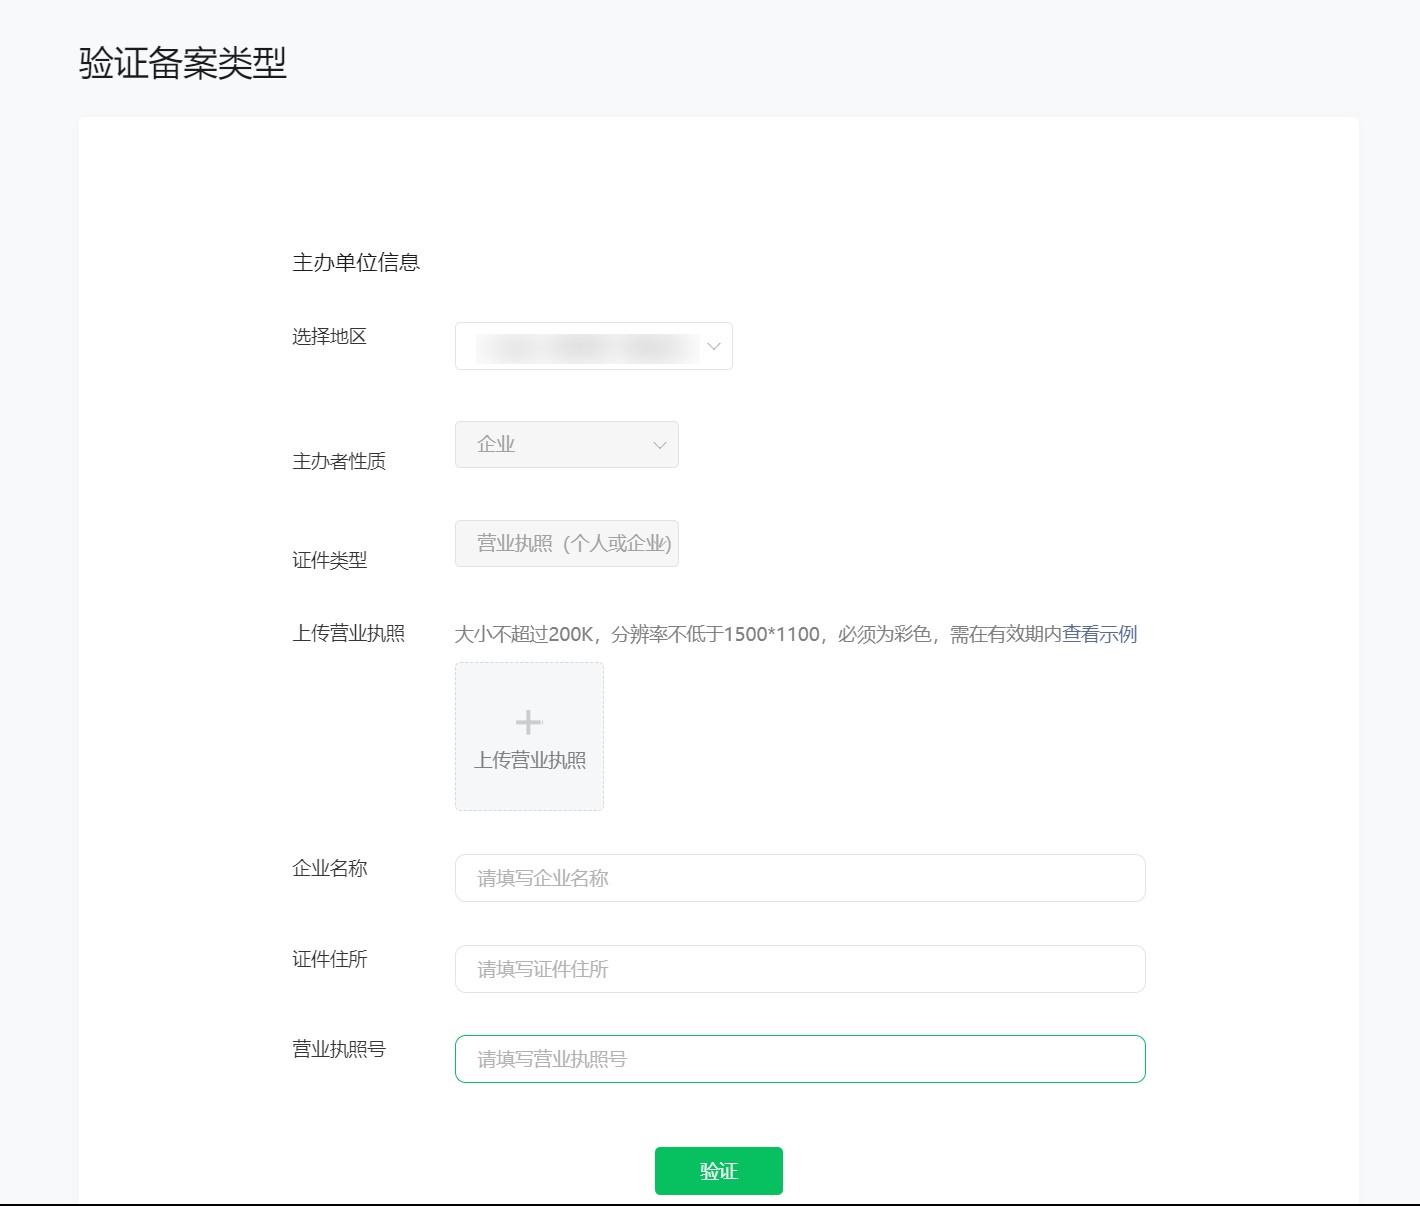 验证备案类型
主办单位信息
选择地区
主办者性质
企业
证件类型
营业执照（个人或企业)
上传营业执照
大小不超过200K，分辨率不低于1500*1100，必须为彩色，需在有效期内查看示例
上传营业执照
企业名称
请填写企业名称
证件住所
请填写证件住所
营业执照号
请填写营业执照号
验证